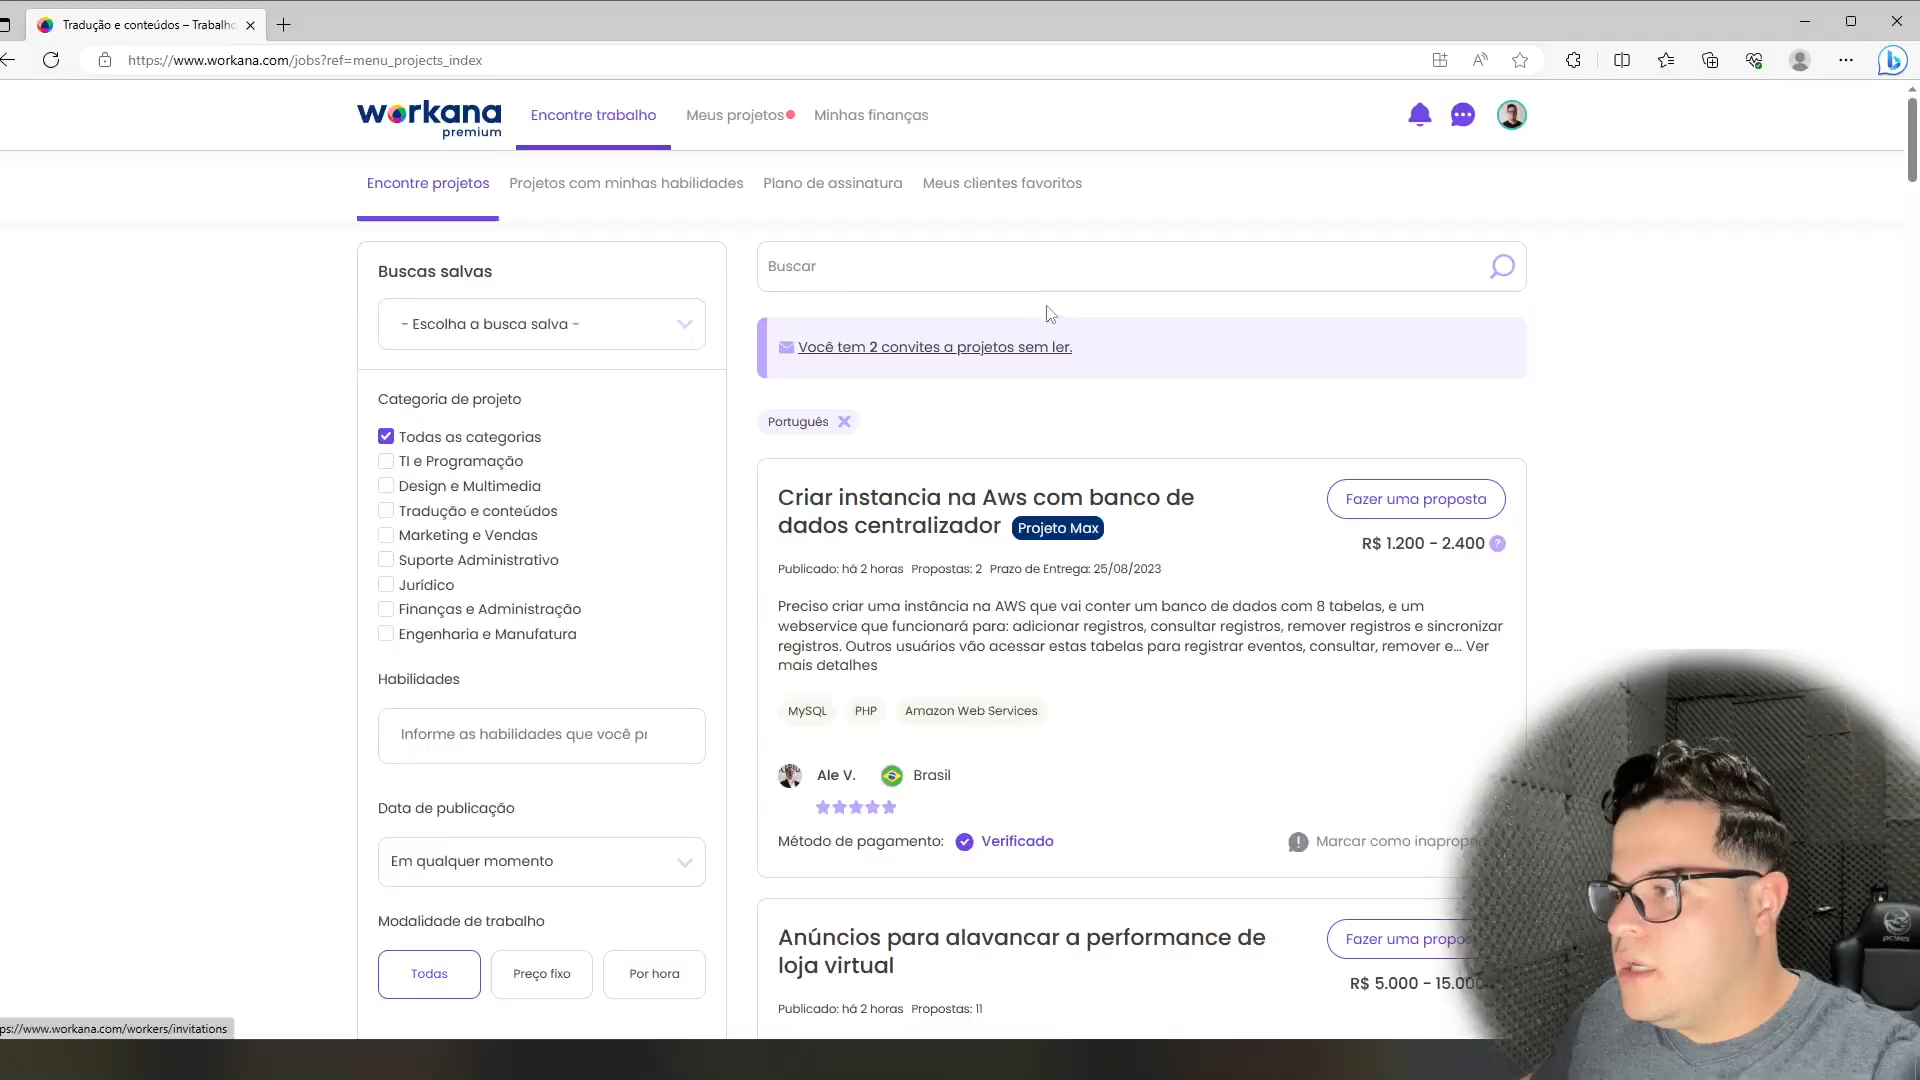 Tradução e conteúdos – Trabalho
https://www.workana.com/jobs?ref=menu_projects_index
workana
premium
Encontre trabalho
Meus projetos
Minhas finanças
Encontre projetos
Projetos com minhas habilidades
Plano de assinatura
Meus clientes favoritos
Buscas salvas
- Escolha a busca salva -
Categoria de projeto
Todas as categorias
TI e Programação
Design e Multimedia
Tradução e conteúdos
Marketing e Vendas
Suporte Administrativo
Jurídico
Finanças e Administração
Engenharia e Manufatura
Habilidades
Informe as habilidades que você pr
Data de publicação
Em qualquer momento
Modalidade de trabalho
Todas
Preço fixo
Por hora
Buscar
Você tem 2 convites a projetos sem ler.
Português
Criar instancia na Aws com banco de
dados centralizador Projeto Max
Fazer uma proposta
R$ 1.200 - 2.400 ?
Publicado: há 2 horas Propostas: 2 Prazo de Entrega: 25/08/2023
Preciso criar uma instância na AWS que vai conter um banco de dados com 8 tabelas, e um
webservice que funcionará para: adicionar registros, consultar registros, remover registros e sincronizar
registros. Outros usuários vão acessar estas tabelas para registrar eventos, consultar, remover e... Ver
mais detalhes
MySQL
PHP
Amazon Web Services
Ale V.
Brasil
Método de pagamento: Verificado
Marcar como inaprop
Anúncios para alavancar a performance de
loja virtual
Fazer uma propos
R$ 5.000 - 15.000
Publicado: há 2 horas Propostas: 11
ps://www.workana.com/workers/invitations